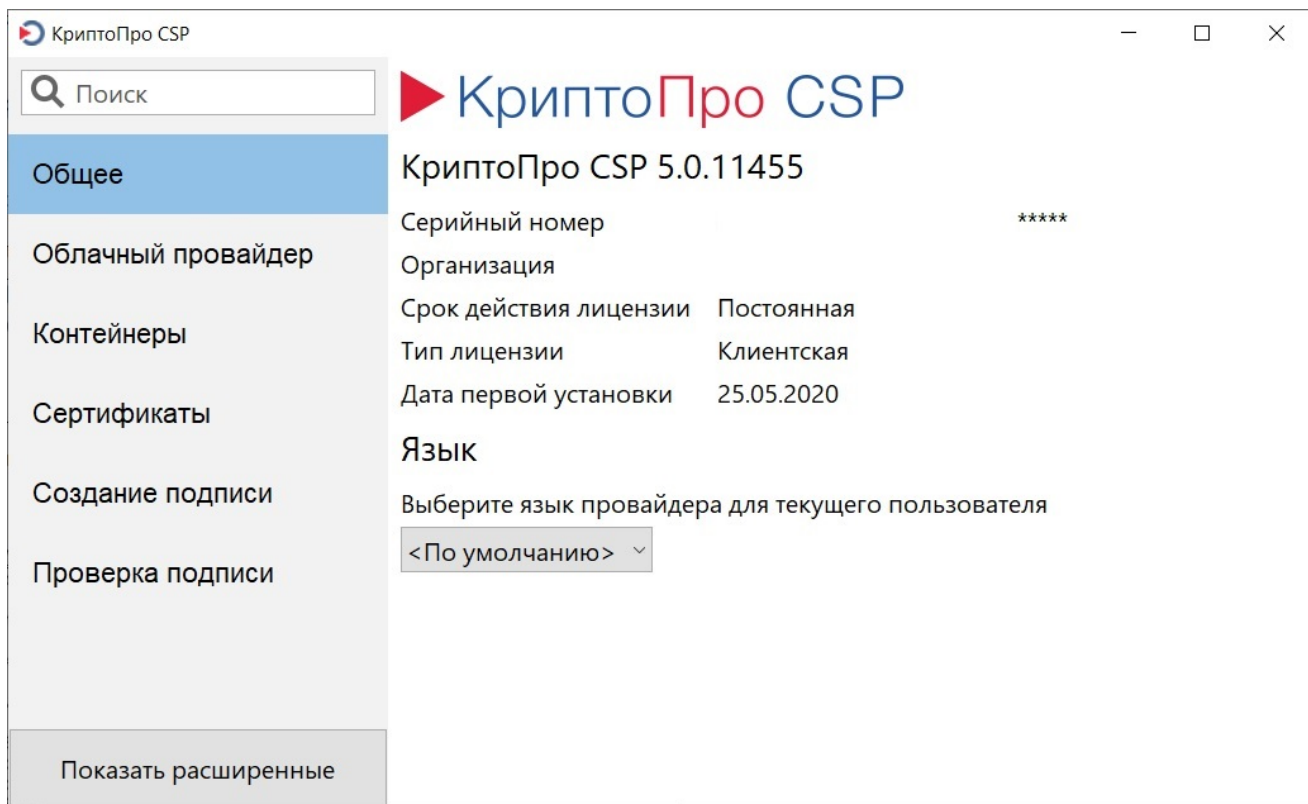 КриптоПро CSP
Поиск
Общее
Облачный провайдер
Контейнеры
Сертификаты
Создание подписи
Проверка подписи
Показать расширенные
КриптоПро CSP
КриптоПро CSP 5.0.11455
Серийный номер *****
Организация
Срок действия лицензии Постоянная
Тип лицензии Клиентская
Дата первой установки 25.05.2020
Язык
Выберите язык провайдера для текущего пользователя
<По умолчанию>